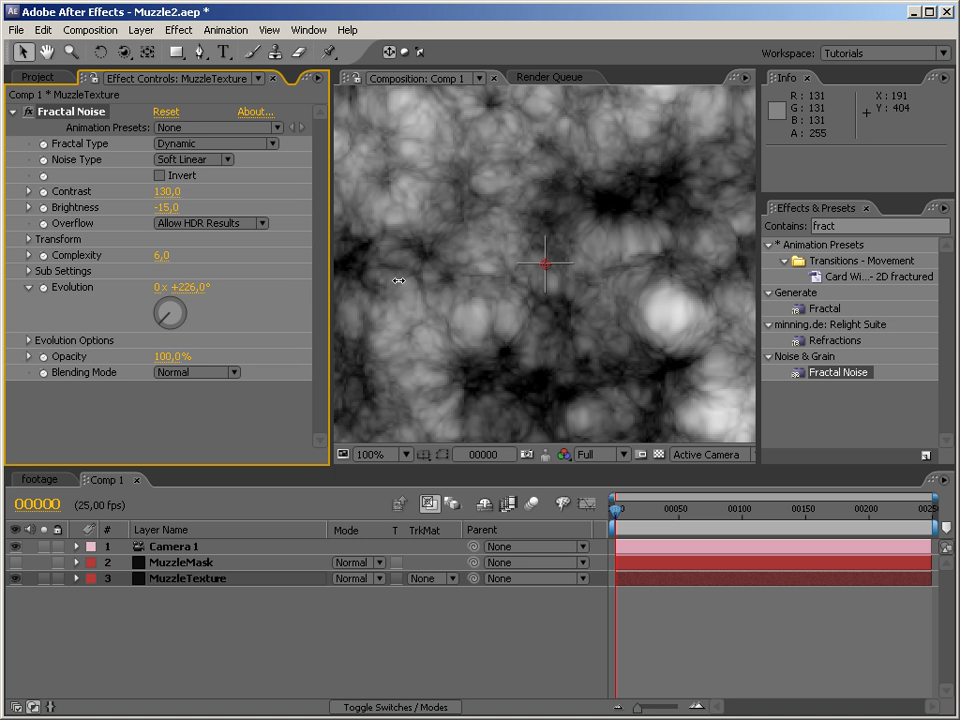 Adobe After Effects - Muzzle2.aep *
File Edit Composition Layer Effect Animation View Window Help
Workspace: Tutorials
Project
Effect Controls: MuzzleTexture
Comp 1 * MuzzleTexture
Fractal Noise Reset About...
Animation Presets: None
Fractal Type Dynamic
Noise Type Soft Linear
Invert
Contrast 130,0
Brightness -15,0
Overflow Allow HDR Results
Transform
Complexity 6,0
Sub Settings
Evolution 0 x +226,0°
Evolution Options
Opacity 100,0%
Blending Mode Normal
Composition: Comp 1
Render Queue
100% 00000 Full Active Camera
Info
R : 131
G : 131
B : 131
A : 255
X : 191
Y : 404
Effects & Presets
Contains: fract
* Animation Presets
Transitions - Movement
Card Wi... - 2D fractured
Generate
Fractal
minning.de: Relight Suite
Refractions
Noise & Grain
Fractal Noise
footage Comp 1
00000 (25,00 fps)
00050 00100 00150 00200
# Layer Name Mode T TrkMat Parent
1 Camera 1 None
2 MuzzleMask Normal None
3 MuzzleTexture Normal None None
Toggle Switches / Modes